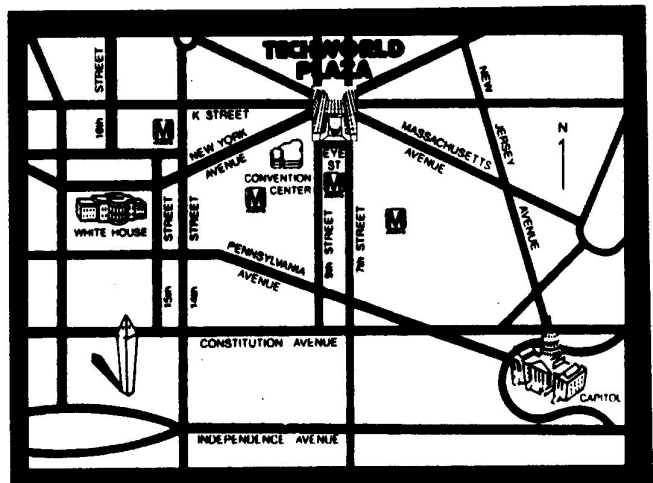 TECHWORLD
PLAZA
16th STREET
K STREET
M
NEW YORK
AVENUE
EYE
ST
MASSACHUSETTS
AVENUE
NEW JERSEY AVENUE
N
CONVENTION
CENTER
M
M
M
WHITE HOUSE
15th STREET
14th STREET
9th STREET
7th STREET
PENNSYLVANIA
AVENUE
CONSTITUTION AVENUE
CAPITOL
INDEPENDENCE AVENUE